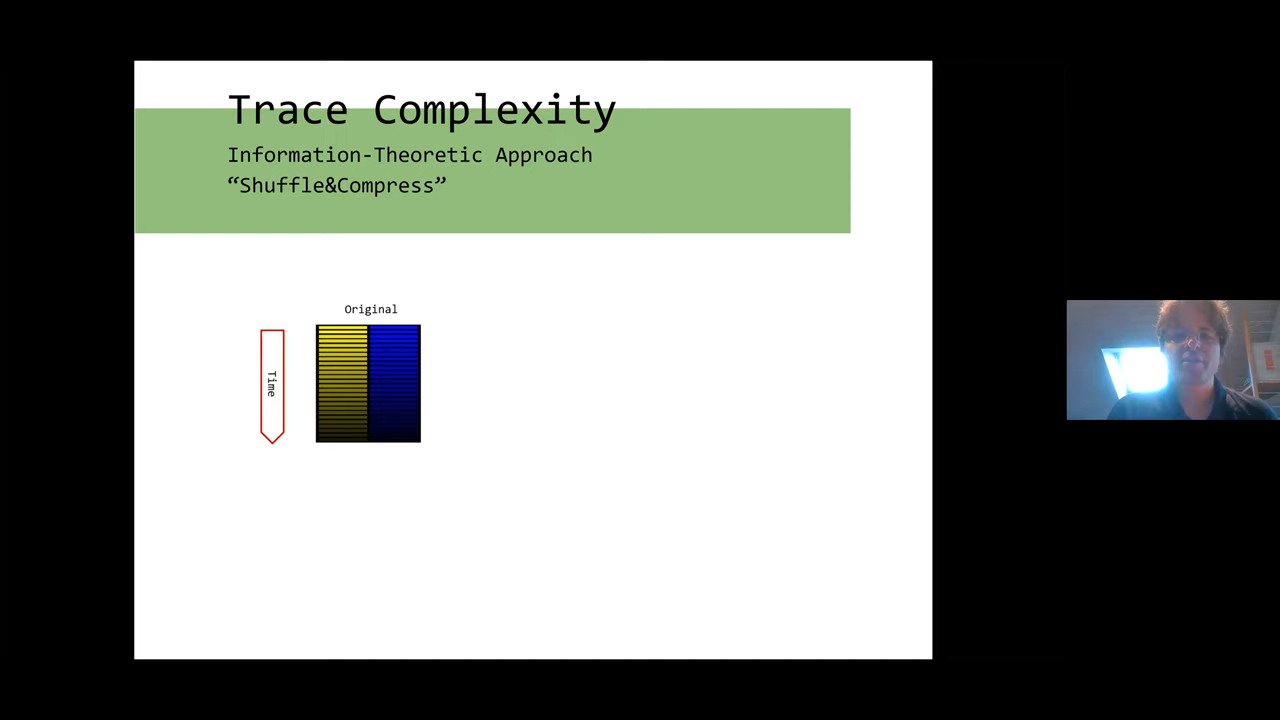 Trace Complexity
Information-Theoretic Approach
“Shuffle&Compress”
Original
Time